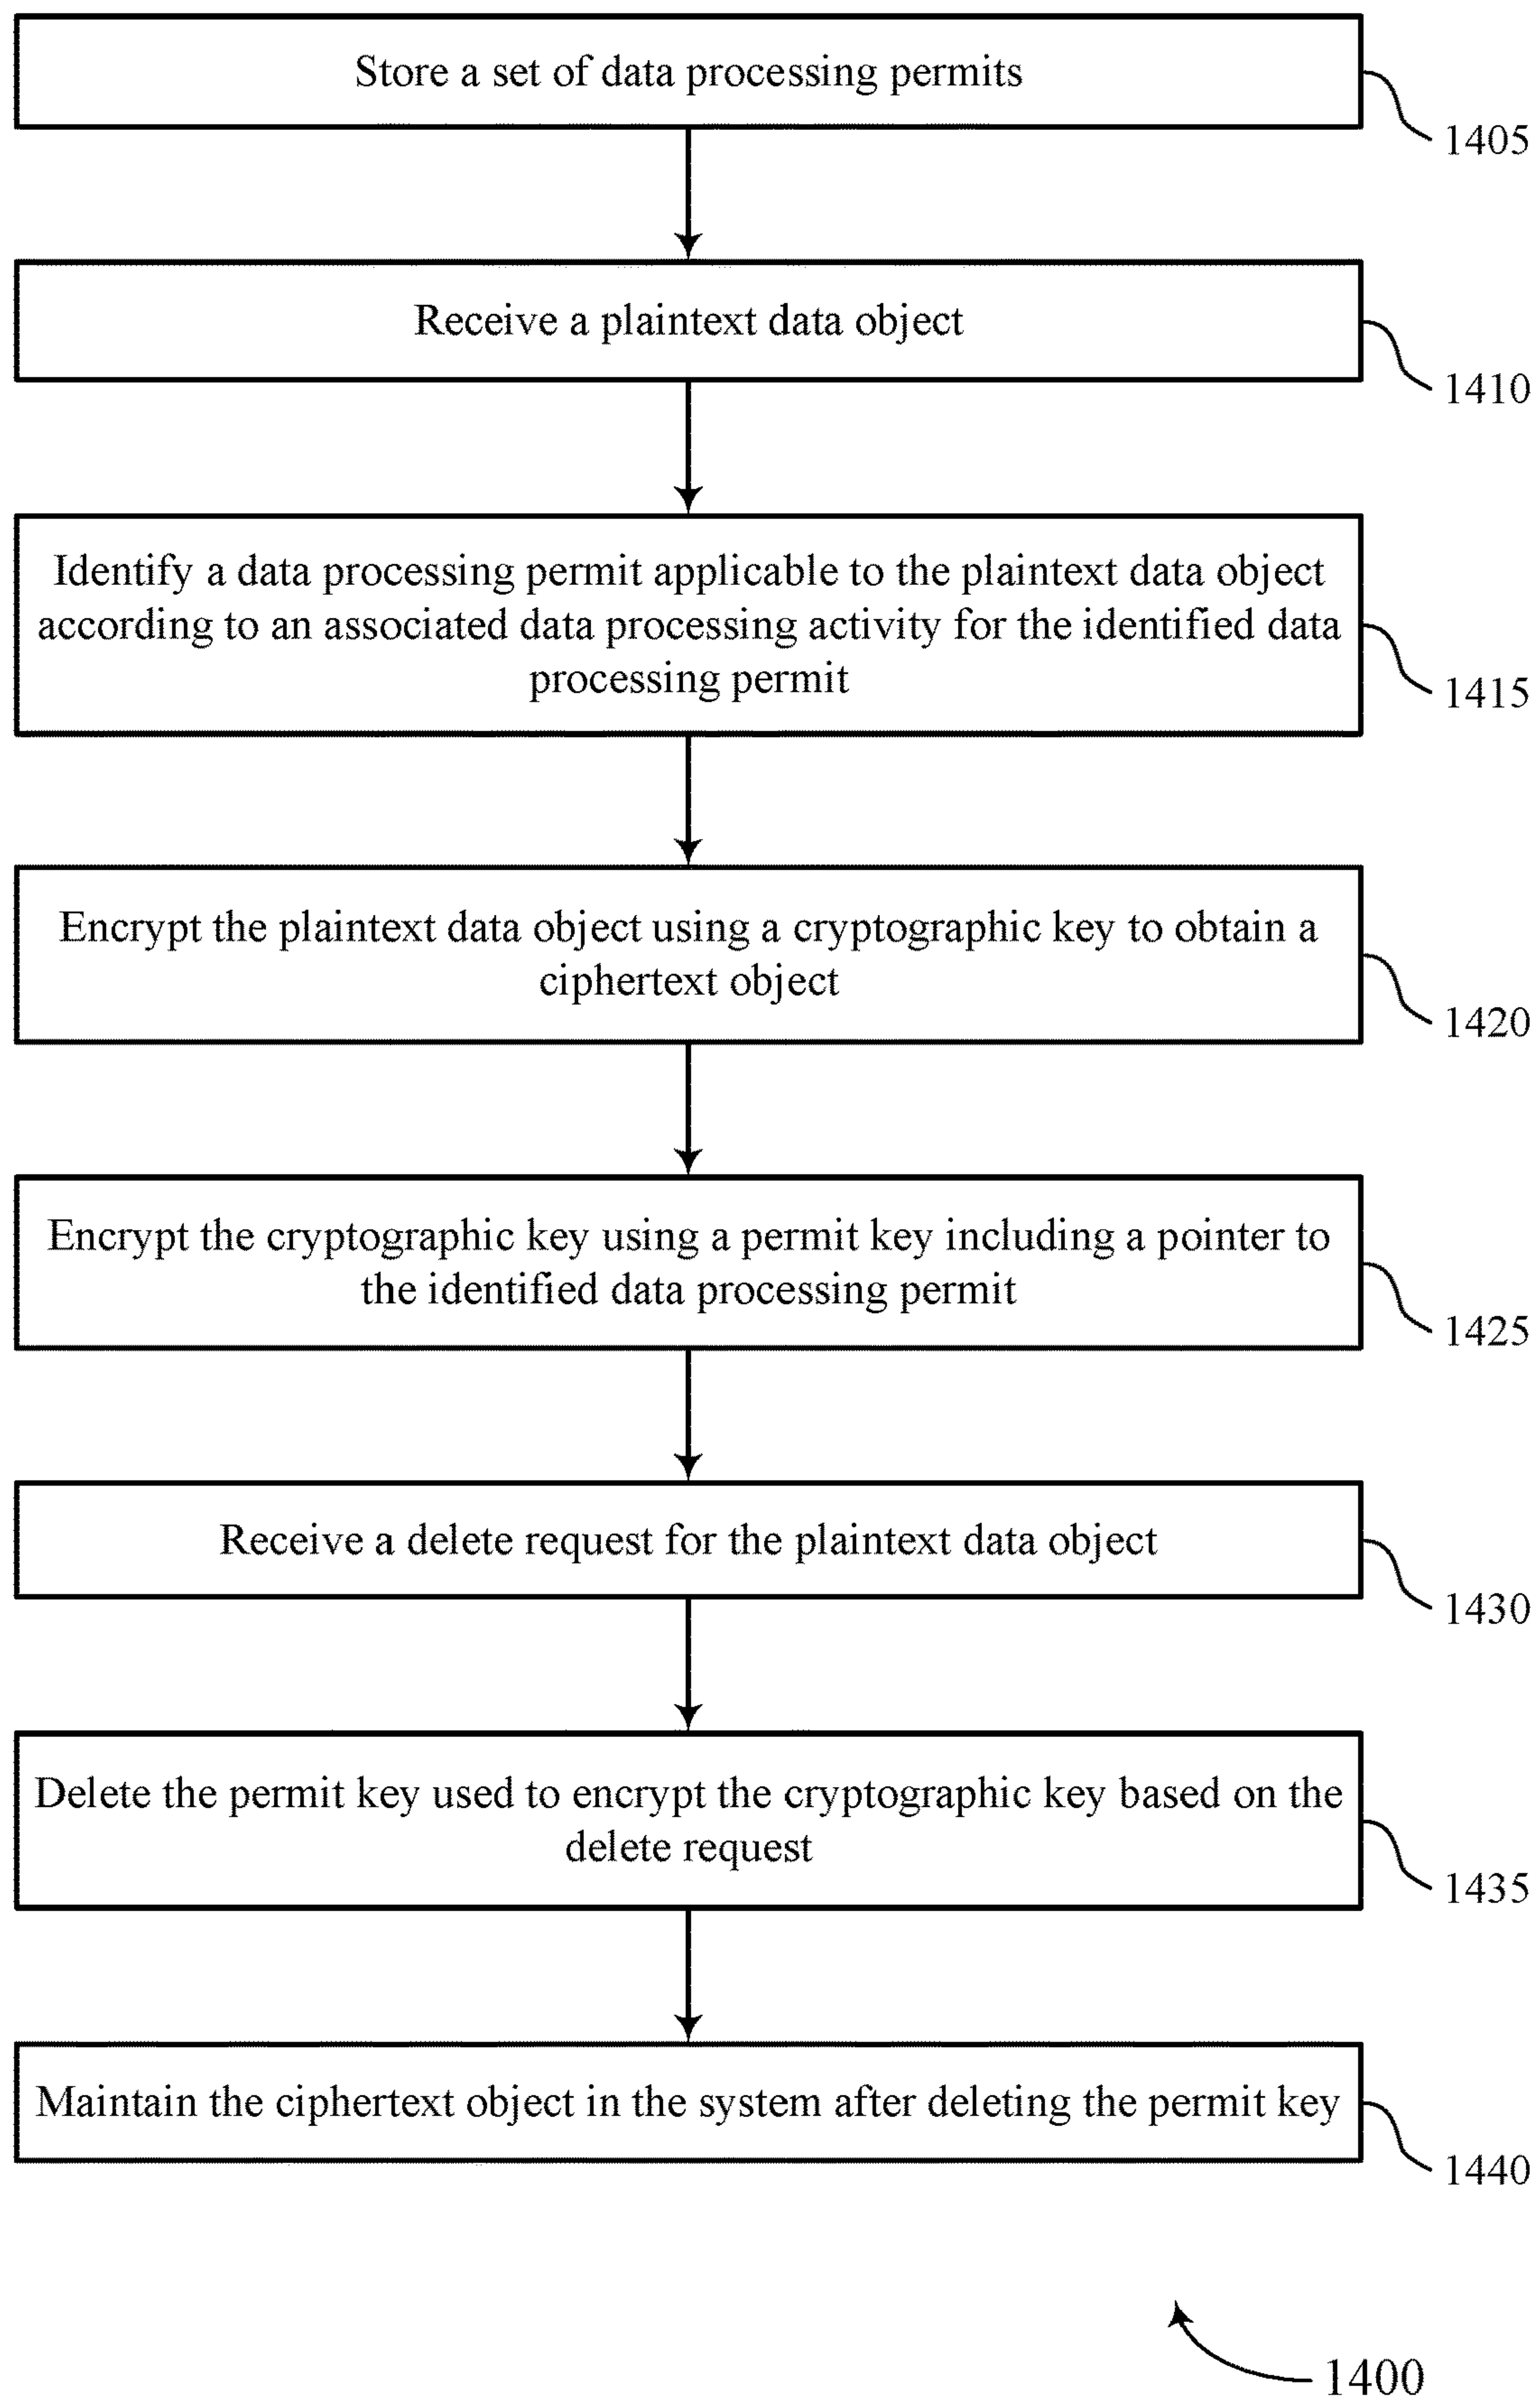 Store a set of data processing permits
1405
Receive a plaintext data object
1410
Identify a data processing permit applicable to the plaintext data object
according to an associated data processing activity for the identified data
processing permit
1415
Encrypt the plaintext data object using a cryptographic key to obtain a
ciphertext object
1420
Encrypt the cryptographic key using a permit key including a pointer to
the identified data processing permit
1425
Receive a delete request for the plaintext data object
1430
Delete the permit key used to encrypt the cryptographic key based on the
delete request
1435
Maintain the ciphertext object in the system after deleting the permit key
1440
1400